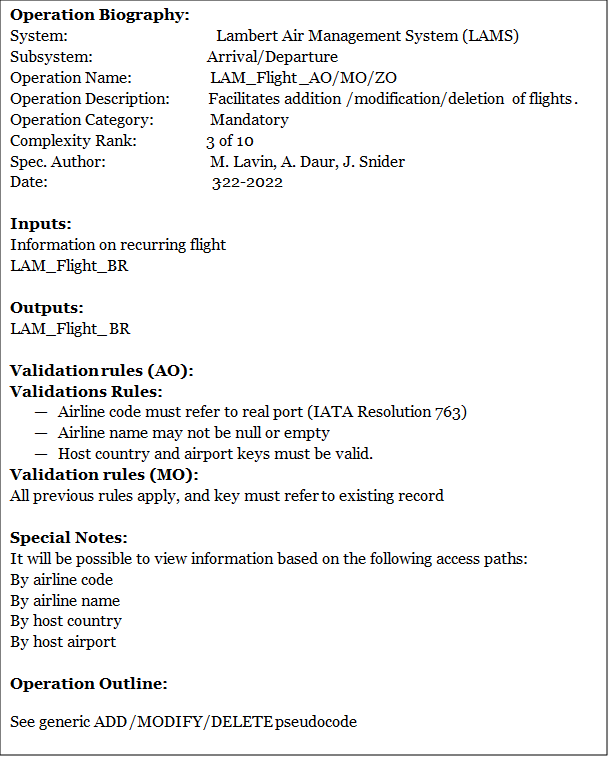 Operation Biography:
System: Lambert Air Management System (LAMS)
Subsystem: Arrival/Departure
Operation Name: LAM_Flight_AO/MO/ZO
Operation Description: Facilitates addition /modification/deletion of flights.
Operation Category: Mandatory
Complexity Rank: 3 of 10
Spec. Author: M. Lavin, A. Daur, J. Snider
Date: 322-2022
Inputs:
Information on recurring flight
LAM_Flight_BR
Outputs:
LAM_Flight_BR
Validation rules (AO):
Validations Rules:
— Airline code must refer to real port (IATA Resolution 763)
— Airline name may not be null or empty
— Host country and airport keys must be valid.
Validation rules (MO):
All previous rules apply, and key must refer to existing record
Special Notes:
It will be possible to view information based on the following access paths:
By airline code
By airline name
By host country
By host airport
Operation Outline:
See generic ADD/MODIFY/DELETE pseudocode